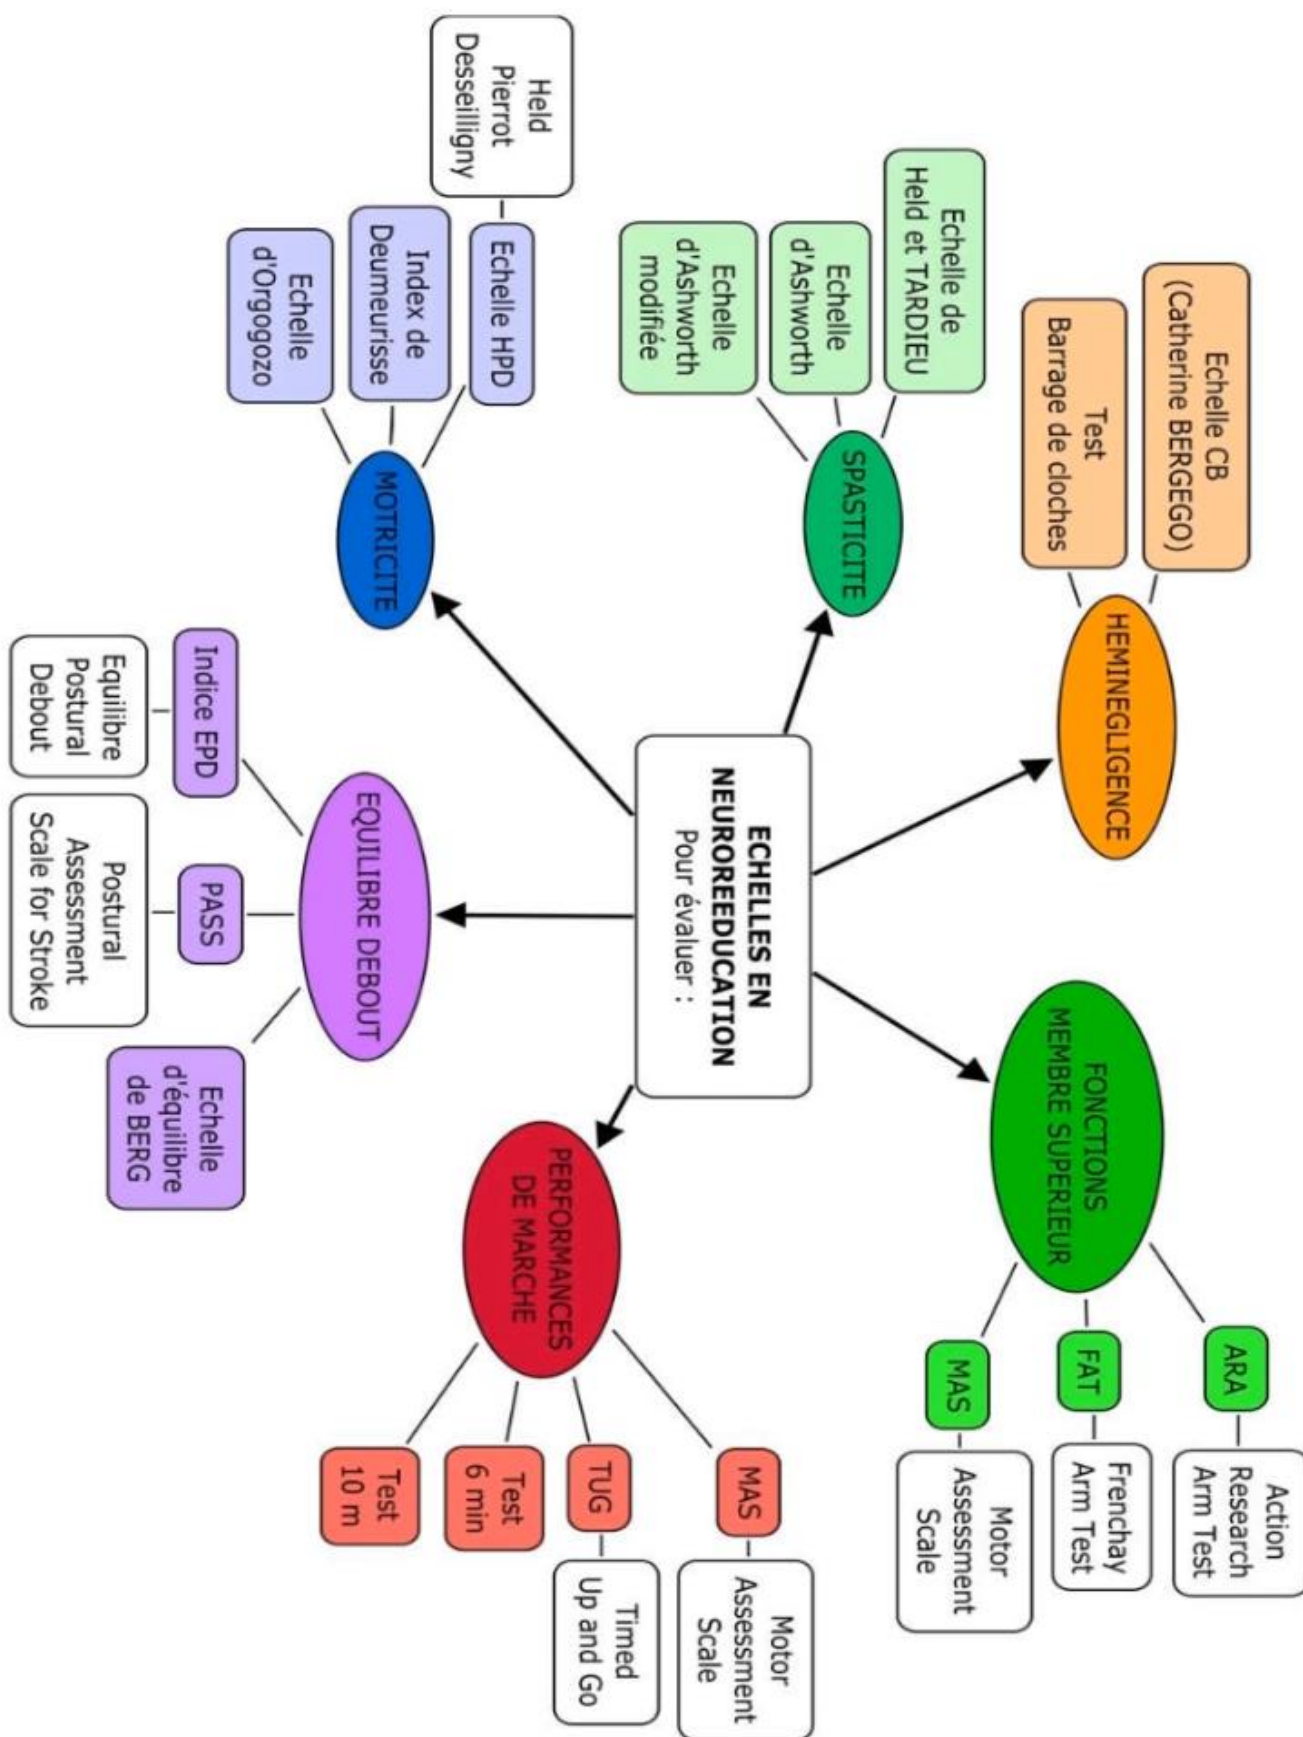 ECHELLES EN
NEUROREEDUCATION
Pour évaluer :
HEMINEGLIGENCE
Echelle CB
(Catherine BERGEGO)
Test
Barrage de cloches
SPASTICITE
Echelle de
Held et TARDIEU
Echelle
d'Ashworth
Echelle
d'Ashworth
modifiée
MOTRICITE
Echelle HPD
Held
Pierrot
Desseilligny
Index de
Deumeurisse
Echelle
d'Orgogozo
EQUILIBRE DEBOUT
Indice EPD
Equilibre
Postural
Debout
PASS
Postural
Assessment
Scale for Stroke
Echelle
d'équilibre
de BERG
PERFORMANCES
DE MARCHE
MAS
Motor
Assessment
Scale
TUG
Timed
Up and Go
Test
6 min
Test
10 m
FONCTIONS
MEMBRE SUPERIEUR
ARA
Action
Research
Arm Test
FAT
Frenchay
Arm Test
MAS
Motor
Assessment
Scale